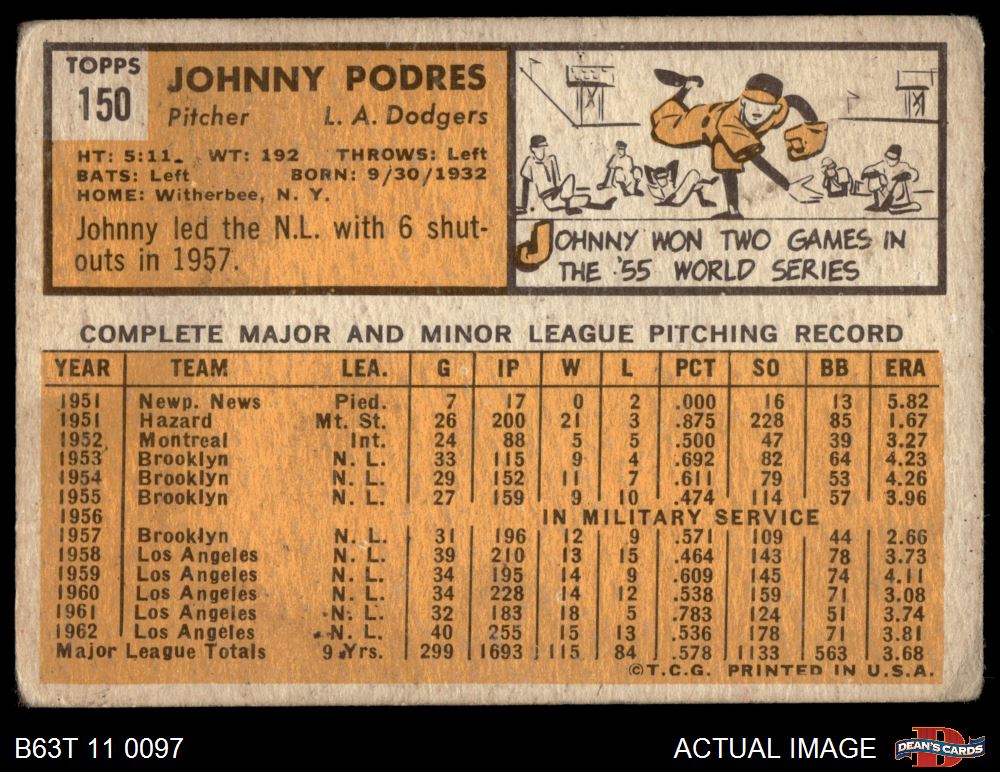 TOPPS
150
JOHNNY PODRES
Pitcher L. A. Dodgers
HT: 5:11. WT: 192 THROWS: Left
BATS: Left BORN: 9/30/1932
HOME: Witherbee, N. Y.
Johnny led the N.L. with 6 shut-
outs in 1957.
JOHNNY WON TWO GAMES IN
THE '55 WORLD SERIES
COMPLETE MAJOR AND MINOR LEAGUE PITCHING RECORD
YEAR TEAM LEA. G IP W L PCT SO BB ERA
1951 Newp. News Pied. 7 17 0 2 .000 16 13 5.82
1951 Hazard Mt. St. 26 200 21 3 .875 228 85 1.67
1952 Montreal Int. 24 88 5 5 .500 47 39 3.27
1953 Brooklyn N. L. 33 115 9 4 .692 82 64 4.23
1954 Brooklyn N. L. 29 152 11 7 .611 79 53 4.26
1955 Brooklyn N. L. 27 159 9 10 .474 114 57 3.96
1956 IN MILITARY SERVICE
1957 Brooklyn N. L. 31 196 12 9 .571 109 44 2.66
1958 Los Angeles N. L. 39 210 13 15 .464 143 78 3.73
1959 Los Angeles N. L. 34 195 14 9 .609 145 74 4.11
1960 Los Angeles N. L. 34 228 14 12 .538 159 71 3.08
1961 Los Angeles N. L. 32 183 18 5 .783 124 51 3.74
1962 Los Angeles N. L. 40 255 15 13 .536 178 71 3.81
Major League Totals 9 Yrs. 299 1693 115 84 .578 1133 563 3.68
©T.C.G. PRINTED IN U.S.A.
B63T 11 0097 ACTUAL IMAGE DEAN'S CARDS